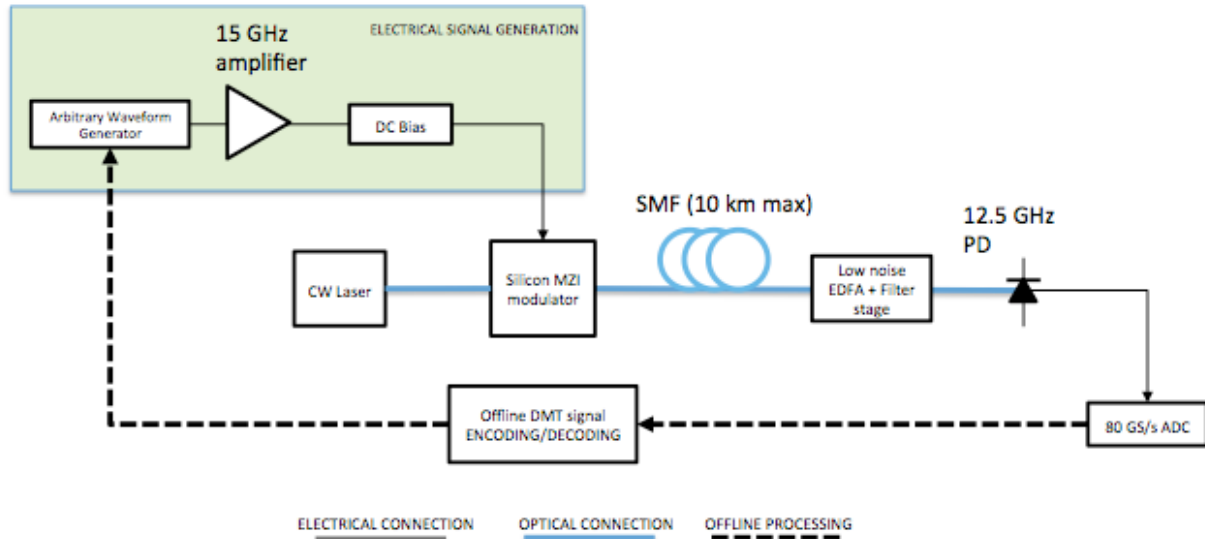 ELECTRICAL SIGNAL GENERATION
15 GHz
amplifier
Arbitrary Waveform
Generator
DC Bias
SMF (10 km max)
12.5 GHz
PD
CW Laser
Silicon MZI
modulator
Low noise
EDFA + Filter
stage
Offline DMT signal
ENCODING/DECODING
80 GS/s ADC
ELECTRICAL CONNECTION
OPTICAL CONNECTION
OFFLINE PROCESSING